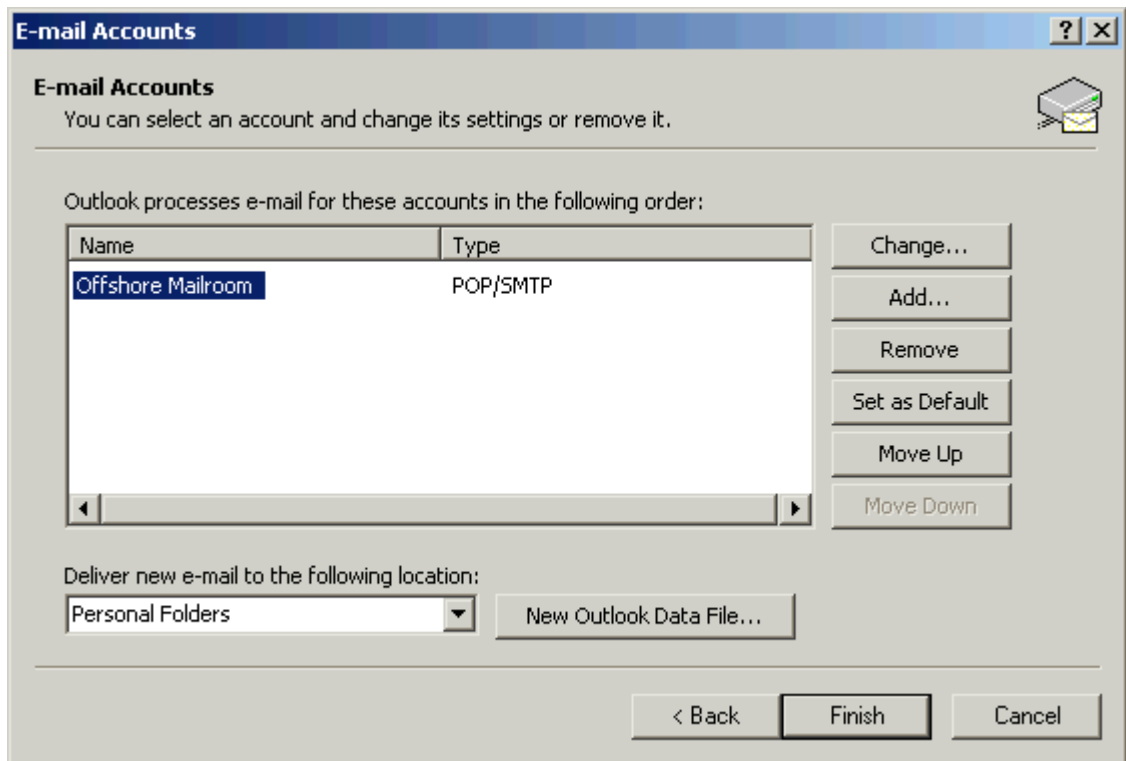 E-mail Accounts
E-mail Accounts
You can select an account and change its settings or remove it.
Outlook processes e-mail for these accounts in the following order:
Name Type
Offshore Mailroom POP/SMTP
Change...
Add...
Remove
Set as Default
Move Up
Move Down
Deliver new e-mail to the following location:
Personal Folders
New Outlook Data File...
< Back Finish Cancel